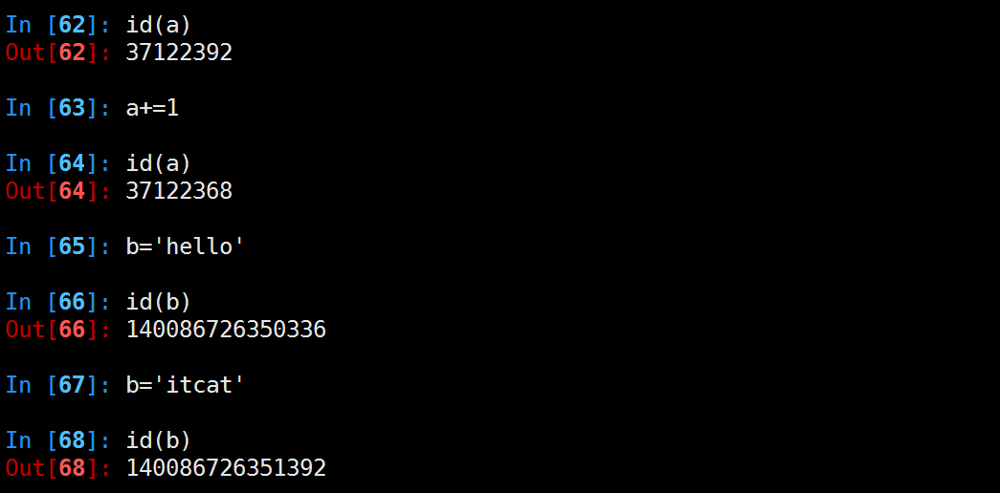 In [62]: id(a)
Out[62]: 37122392
In [63]: a+=1
In [64]: id(a)
Out[64]: 37122368
In [65]: b='hello'
In [66]: id(b)
Out[66]: 140086726350336
In [67]: b='itcat'
In [68]: id(b)
Out[68]: 140086726351392